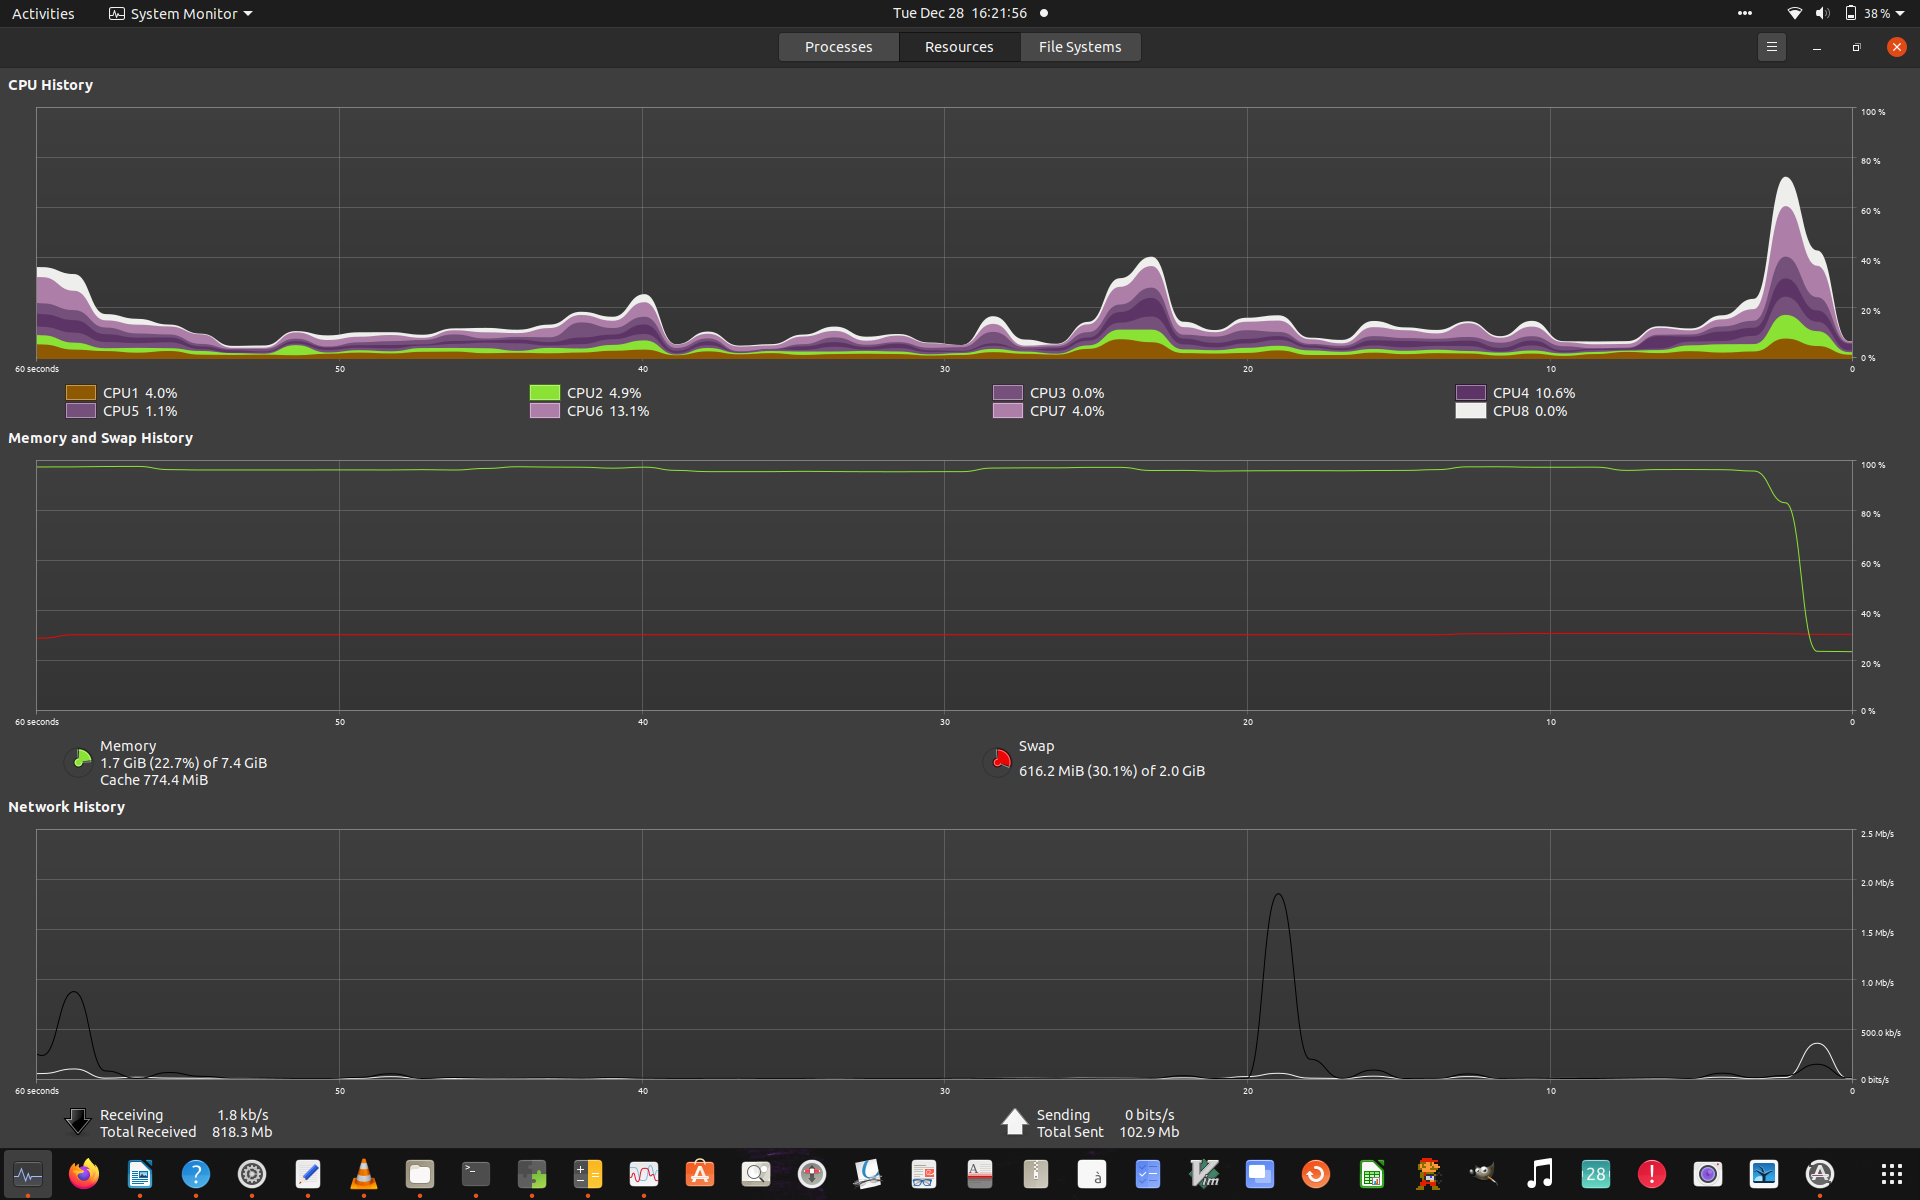 Activities System Monitor Tue Dec 28 16:21:56 38 %
Processes Resources File Systems
CPU History
100 %
80 %
60 %
40 %
20 %
0 %
60 seconds 50 40 30 20 10 0
CPU1 4.0% CPU2 4.9% CPU3 0.0% CPU4 10.6%
CPU5 1.1% CPU6 13.1% CPU7 4.0% CPU8 0.0%
Memory and Swap History
100 %
80 %
60 %
40 %
20 %
0 %
60 seconds 50 40 30 20 10 0
Memory Swap
1.7 GiB (22.7%) of 7.4 GiB 616.2 MiB (30.1%) of 2.0 GiB
Cache 774.4 MiB
Network History
2.5 Mb/s
2.0 Mb/s
1.5 Mb/s
1.0 Mb/s
500.0 kb/s
0 bits/s
60 seconds 50 40 30 20 10 0
Receiving 1.8 kb/s Sending 0 bits/s
Total Received 818.3 Mb Total Sent 102.9 Mb
? >_ A à Vim 28 !